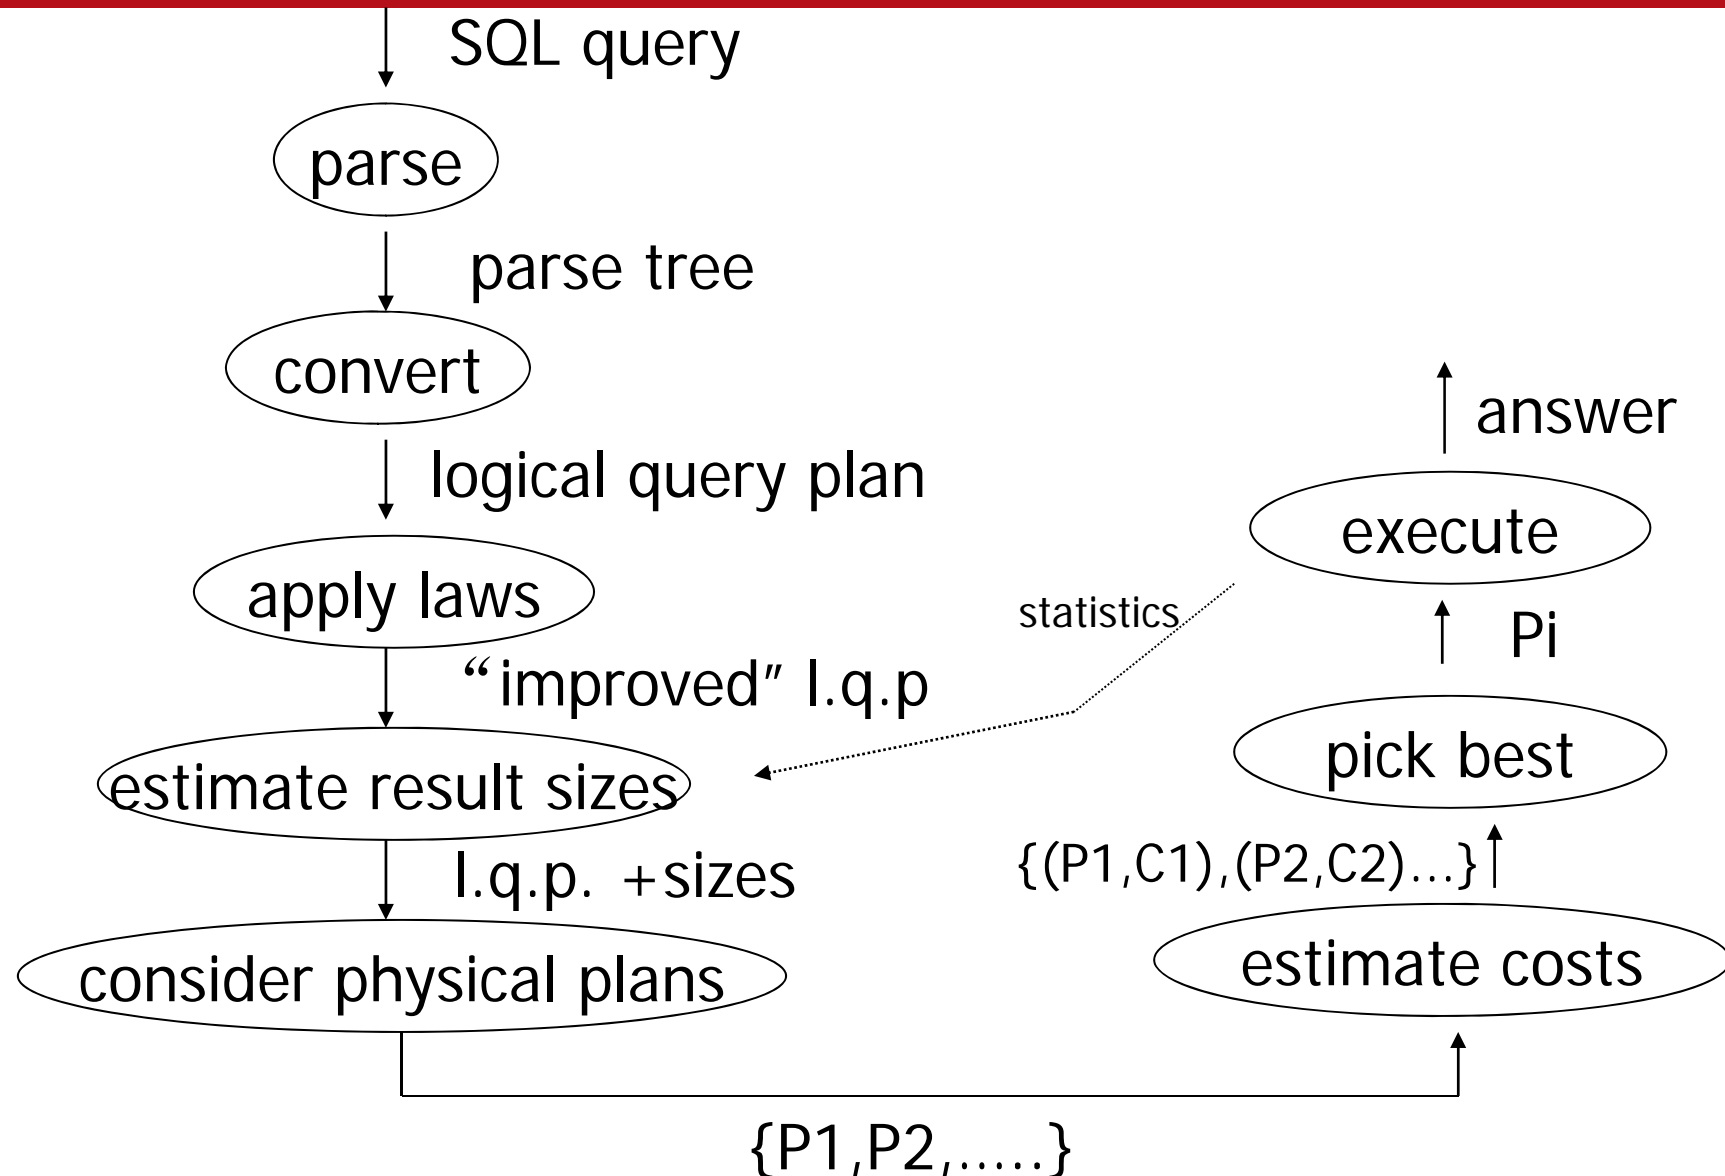 SQL query
parse
parse tree
convert
logical query plan
apply laws
“improved” l.q.p
estimate result sizes
l.q.p. +sizes
consider physical plans
{P1,P2,.....}
estimate costs
{(P1,C1),(P2,C2)...}
pick best
Pi
execute
answer
statistics